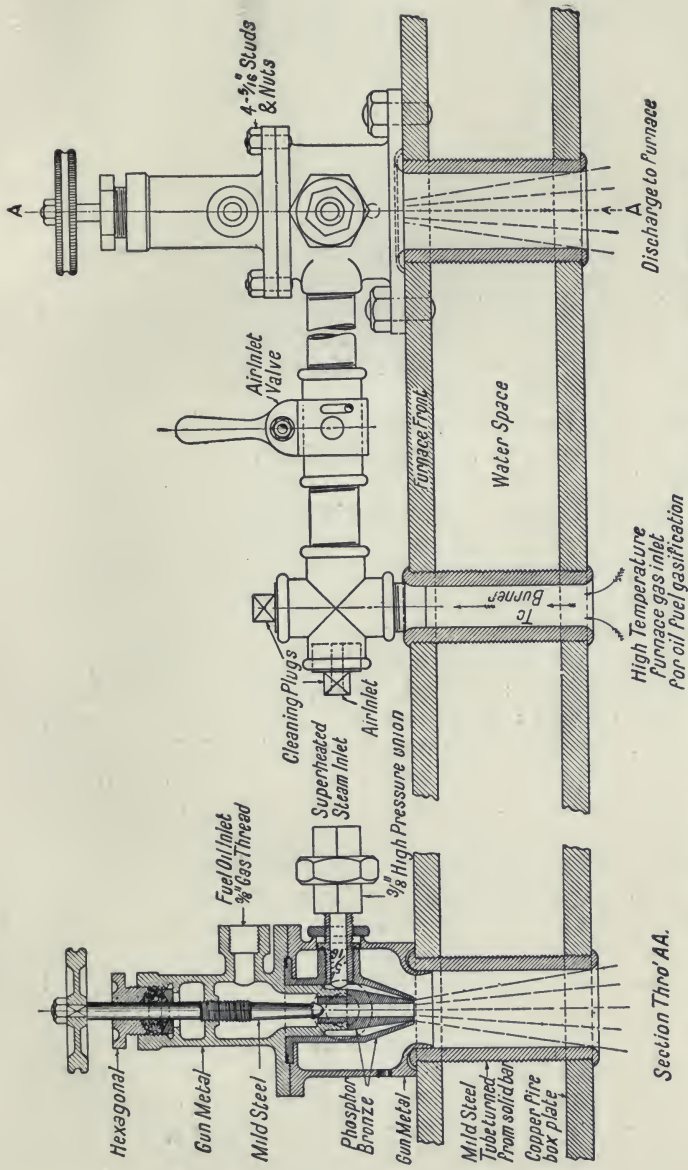 Hexagonal
Gun Metal
Mild Steel
Phosphor
Bronze
Gun Metal
Mild Steel
Tube turned
From solid bar
Copper Fire
box plate
Fuel Oil Inlet
3/8" Gas Thread
Superheated
Steam Inlet
3/8" High Pressure union
Section Thro' AA.
Cleaning Plugs
Air Inlet
Air Inlet
Valve
4-5/16" Studs
& Nuts
A
A
Furnace Front
Water Space
To
Burner
High Temperature
Furnace gas inlet
For oil Fuel gasification
Discharge to Furnace